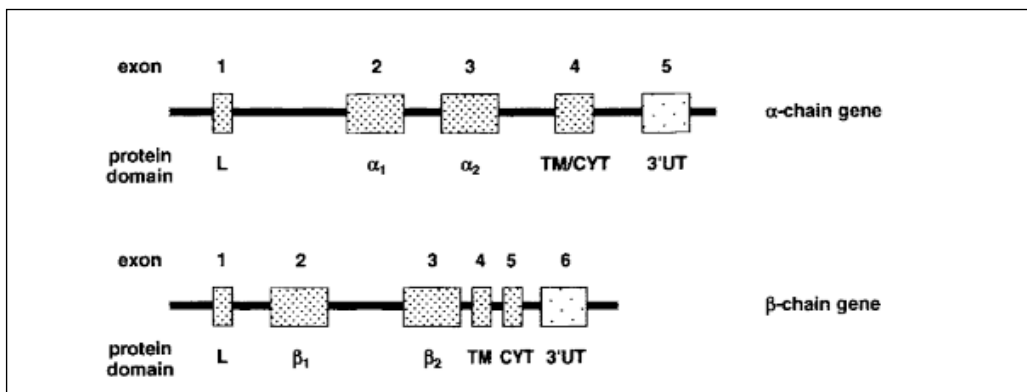 exon 1 2 3 4 5
α-chain gene
protein domain L α₁ α₂ TM/CYT 3'UT
exon 1 2 3 4 5 6
β-chain gene
protein domain L β₁ β₂ TM CYT 3'UT